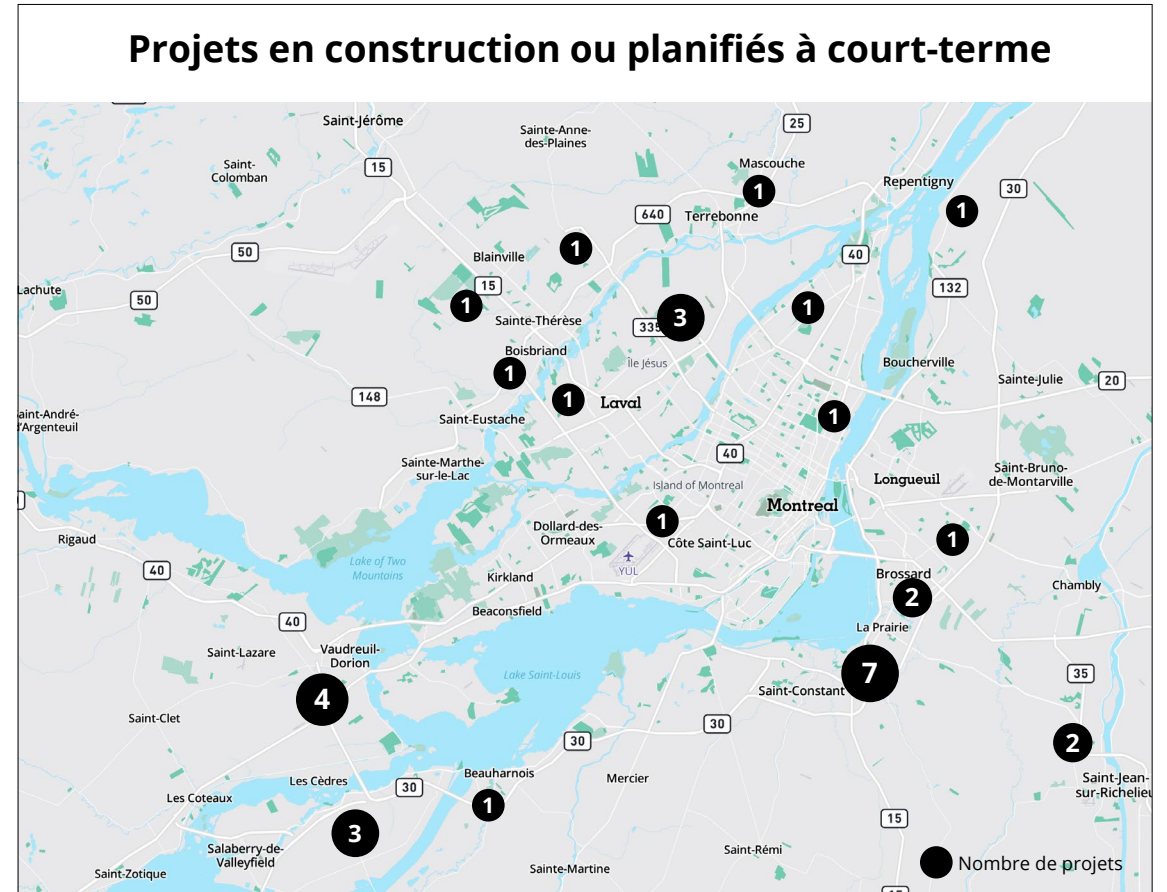 Projets en construction ou planifiés à court-terme
Saint-Jérôme
25
Sainte-Anne-
des-Plaines
15
Saint-
Colomban
Mascouche
1
Repentigny
30
1
640
Terrebonne
50
1
Blainville
40
15
132
Lachute
50
1
1
Sainte-Thérèse
335
3
Boisbriand
Île Jésus
Boucherville
1
Sainte-Julie
20
148
1
Laval
aint-André-
d'Argenteuil
Saint-Eustache
1
40
Sainte-Marthe-
sur-le-Lac
Saint-Bruno-
de-Montarville
Longueuil
Island of Montreal
Montreal
1
Dollard-des-
Ormeaux
Rigaud
Côte Saint-Luc
1
YUL
Lake of Two
Mountains
40
Kirkland
Brossard
Chambly
2
Beaconsfield
40
La Prairie
Saint-Lazare
Vaudreuil-
Dorion
Lake Saint-Louis
7
35
4
Saint-Constant
Saint-Clet
30
30
2
Beauharnois
Les Cèdres
30
Mercier
Saint-Jean-
sur-Richelieu
Les Coteaux
1
15
3
Salaberry-de-
Valleyfield
Saint-Rémi
Nombre de projets
Saint-Zotique
Sainte-Martine